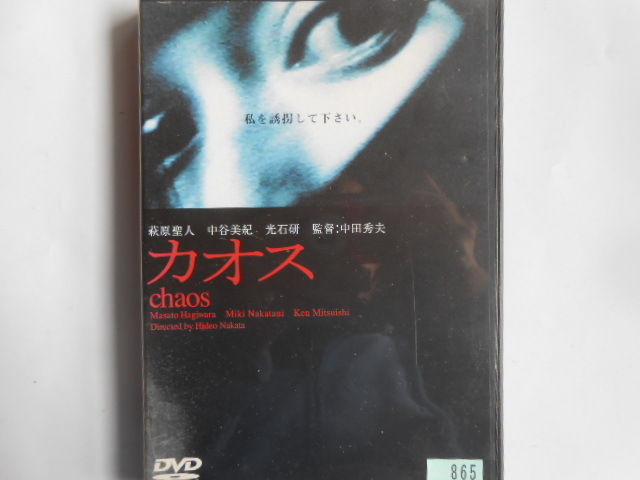 私を誘拐して下さい。
萩原聖人 中谷美紀 光石研 監督:中田秀夫
カオス
chaos
Masato Hagiwara Miki Nakatani Ken Mitsuishi
Directed by Hideo Nakata
DVD
865